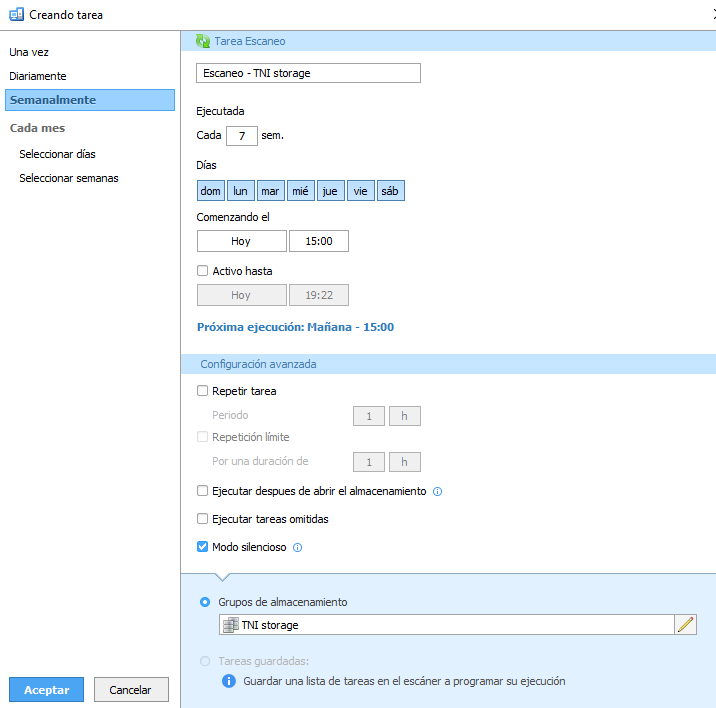 Creando tarea
Una vez
Diariamente
Semanalmente
Cada mes
Seleccionar días
Seleccionar semanas
Tarea Escaneo
Escaneo - TNI storage
Ejecutada
Cada 7 sem.
Días
dom lun mar mié jue vie sáb
Comenzando el
Hoy 15:00
Activo hasta
Hoy 19:22
Próxima ejecución: Mañana - 15:00
Configuración avanzada
Repetir tarea
Periodo 1 h
Repetición límite
Por una duración de 1 h
Ejecutar despues de abrir el almacenamiento
Ejecutar tareas omitidas
Modo silencioso
Grupos de almacenamiento
TNI storage
Tareas guardadas:
Guardar una lista de tareas en el escáner a programar su ejecución
Aceptar Cancelar